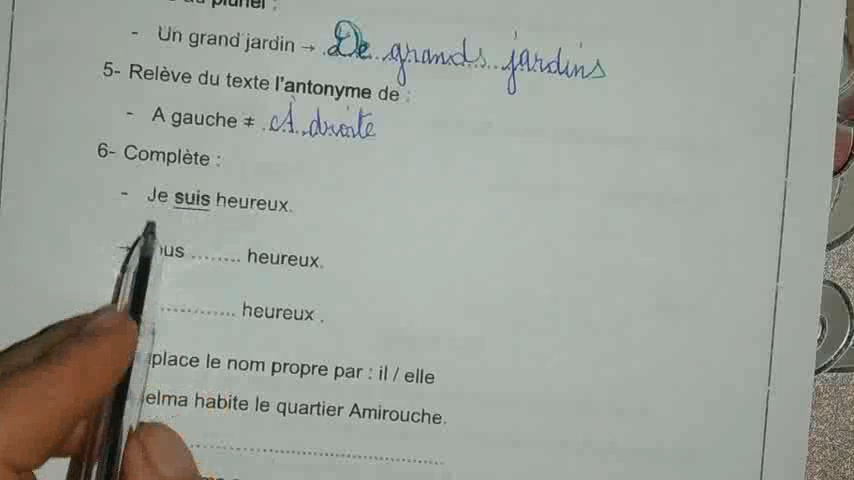 pluriel :
- Un grand jardin → De grands jardins
5- Relève du texte l'antonyme de :
- A gauche ≠ À droite
6- Complète :
- Je suis heureux.
........ heureux.
............ heureux .
le nom propre par : il / elle
habite le quartier Amirouche.